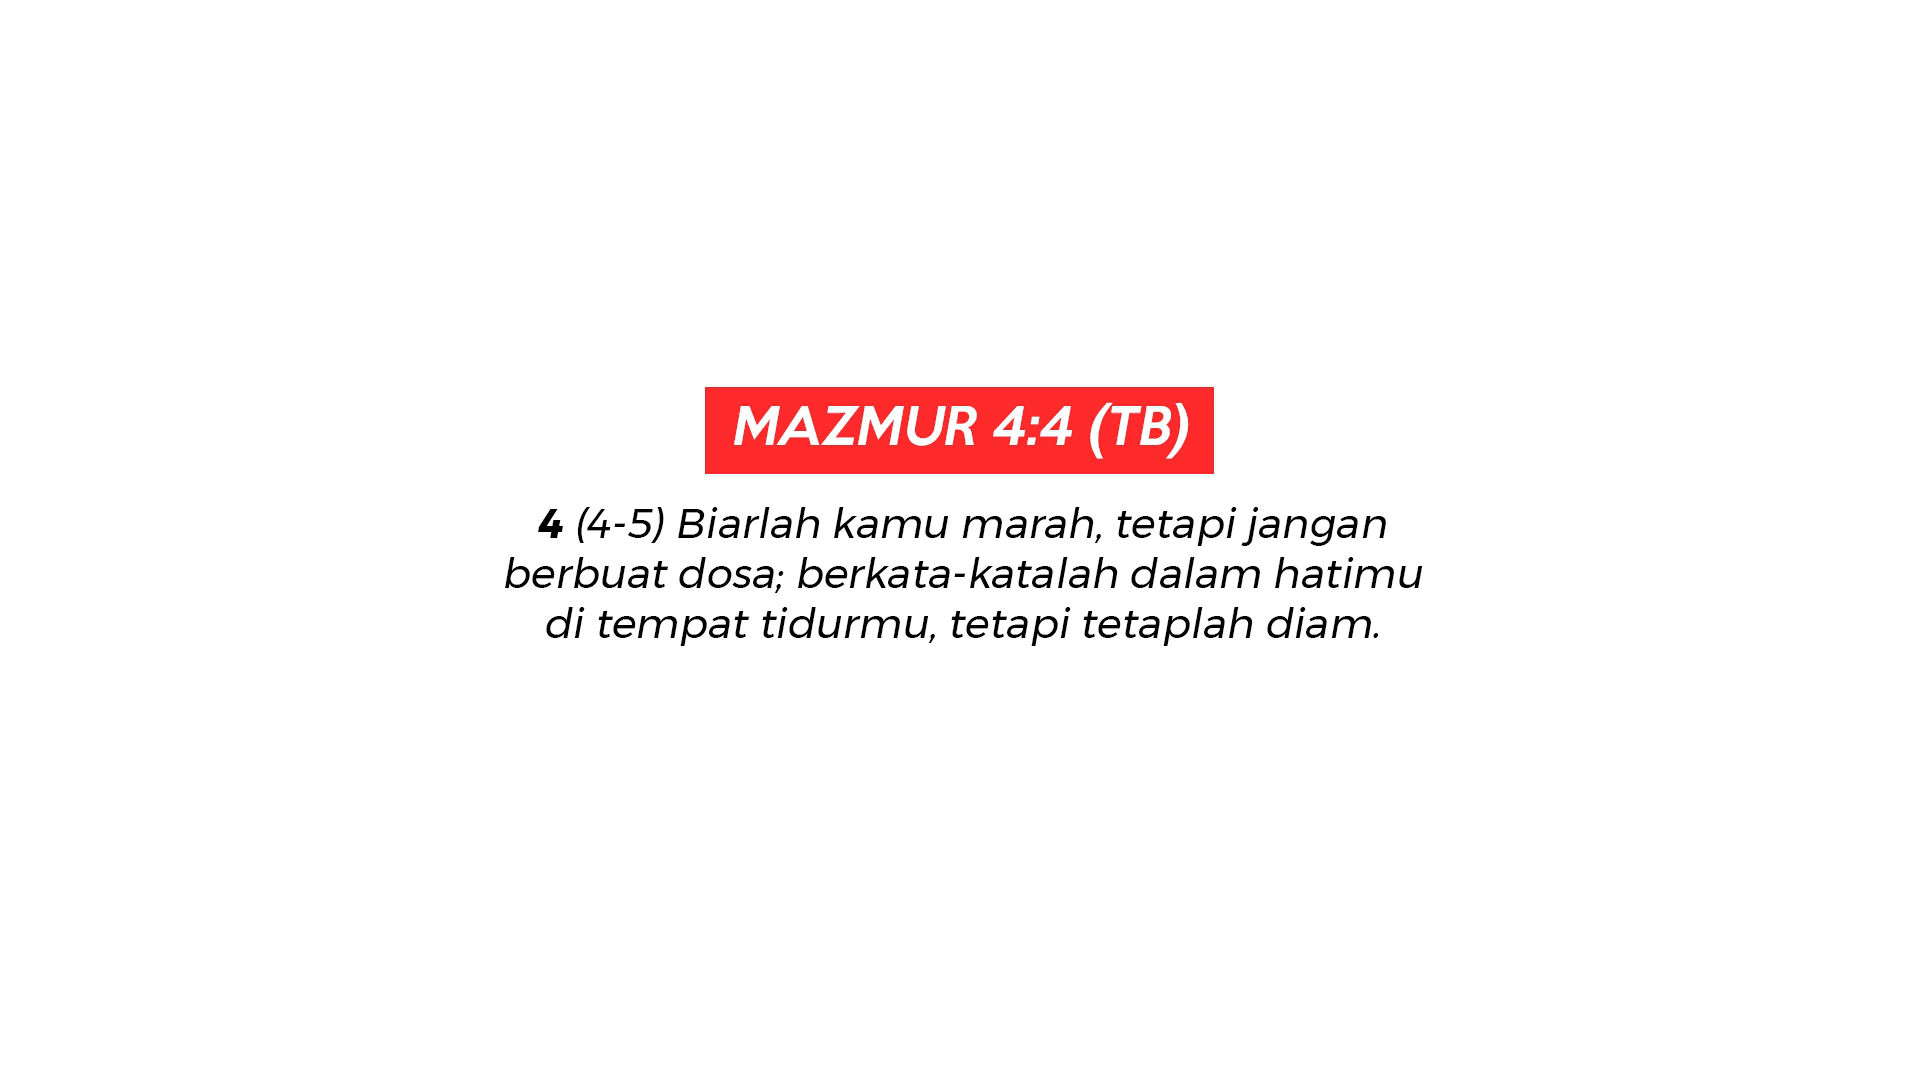 MAZMUR 4:4 (TB)
4 (4-5) Biarlah kamu marah, tetapi jangan
berbuat dosa; berkata-katalah dalam hatimu
di tempat tidurmu, tetapi tetaplah diam.